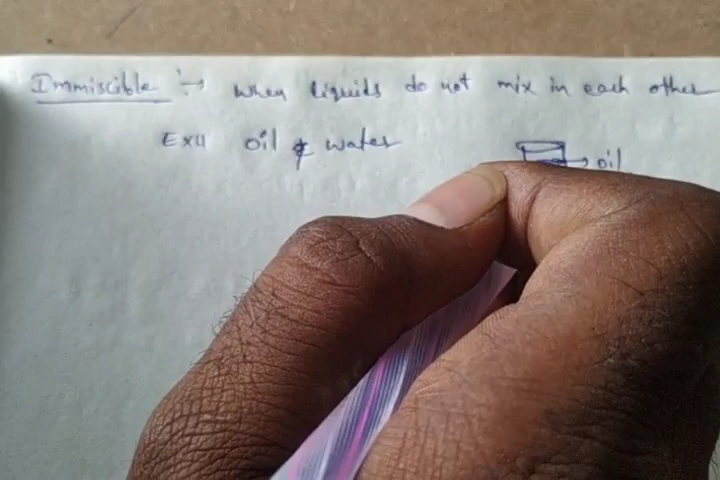 Immiscible :→ when liquids do not mix in each other
Ex:| oil & water
→ oil